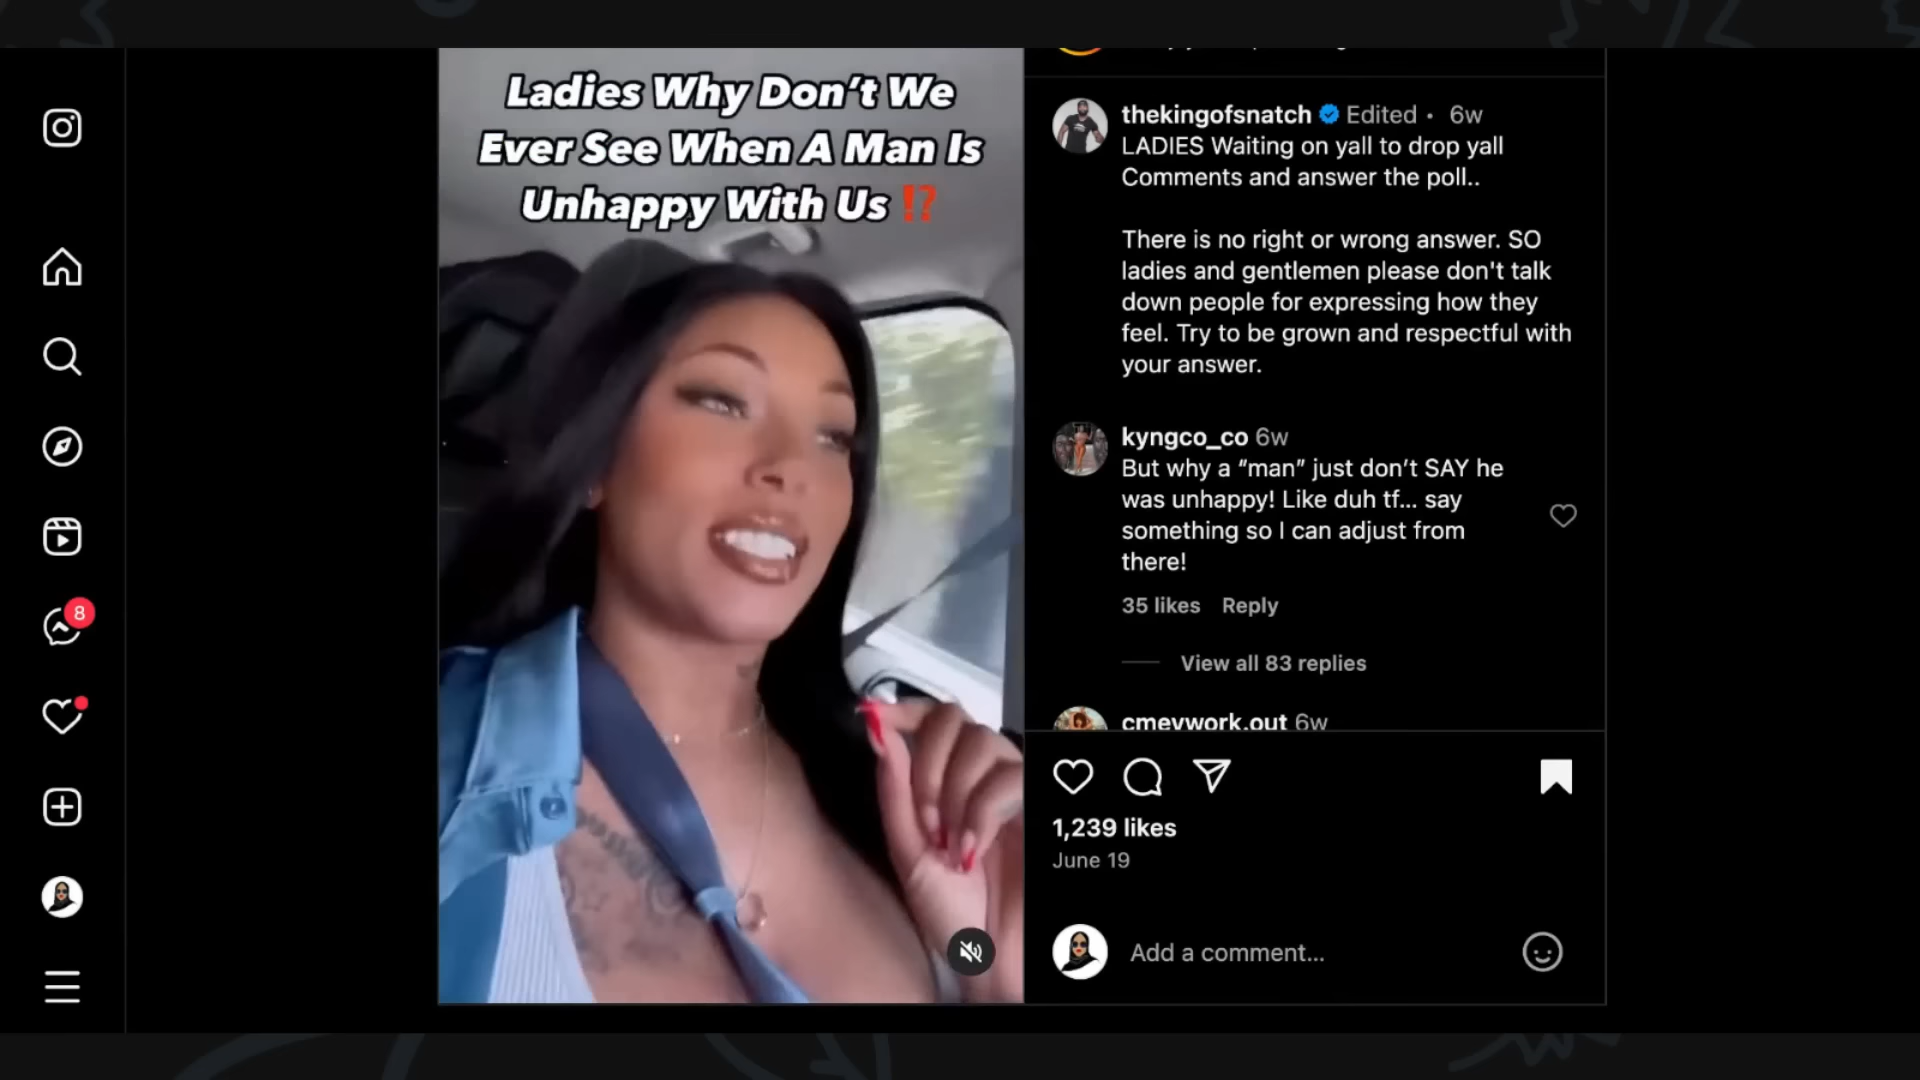 Ladies Why Don't We
Ever See When A Man Is
Unhappy With Us ⁉
thekingofsnatch Edited • 6w
LADIES Waiting on yall to drop yall
Comments and answer the poll..
There is no right or wrong answer. SO
ladies and gentlemen please don't talk
down people for expressing how they
feel. Try to be grown and respectful with
your answer.
kyngco_co 6w
But why a “man” just don’t SAY he
was unhappy! Like duh tf... say
something so I can adjust from
there!
35 likes Reply
View all 83 replies
cmevwork.out 6w
1,239 likes
June 19
Add a comment...
8